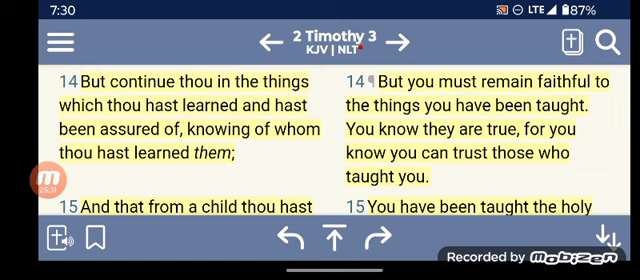 7:30
LTE 87%
2 Timothy 3
KJV | NLT
14 But continue thou in the things
which thou hast learned and hast
been assured of, knowing of whom
thou hast learned them;
15 And that from a child thou hast
14 ¶ But you must remain faithful to
the things you have been taught.
You know they are true, for you
know you can trust those who
taught you.
15 You have been taught the holy
25:31
Recorded by Mobizen